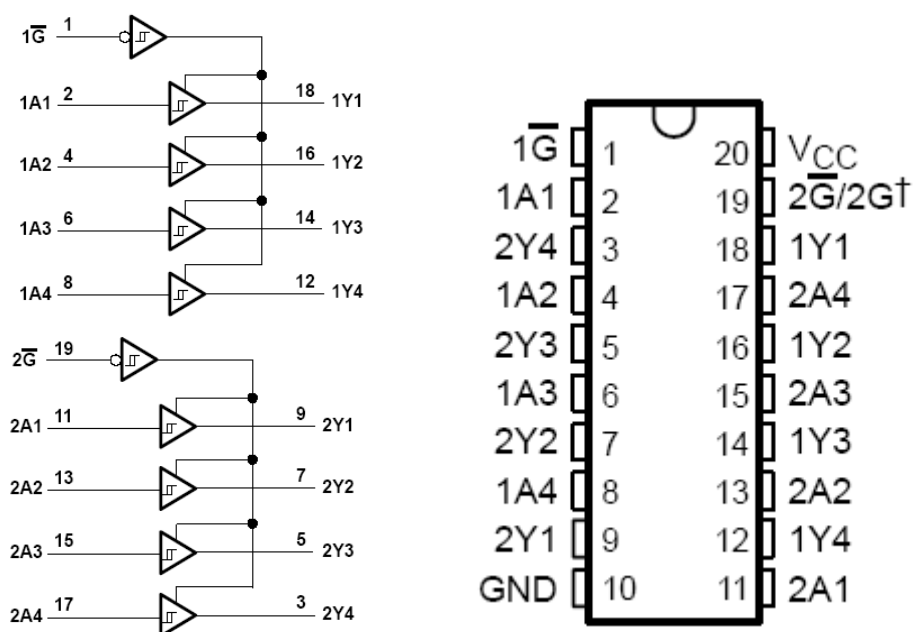 1G̅ 1
1A1 2 18 1Y1
1A2 4 16 1Y2
1A3 6 14 1Y3
1A4 8 12 1Y4
2G̅ 19
2A1 11 9 2Y1
2A2 13 7 2Y2
2A3 15 5 2Y3
2A4 17 3 2Y4
1G̅ 1 20 VCC
1A1 2 19 2G̅/2G†
2Y4 3 18 1Y1
1A2 4 17 2A4
2Y3 5 16 1Y2
1A3 6 15 2A3
2Y2 7 14 1Y3
1A4 8 13 2A2
2Y1 9 12 1Y4
GND 10 11 2A1